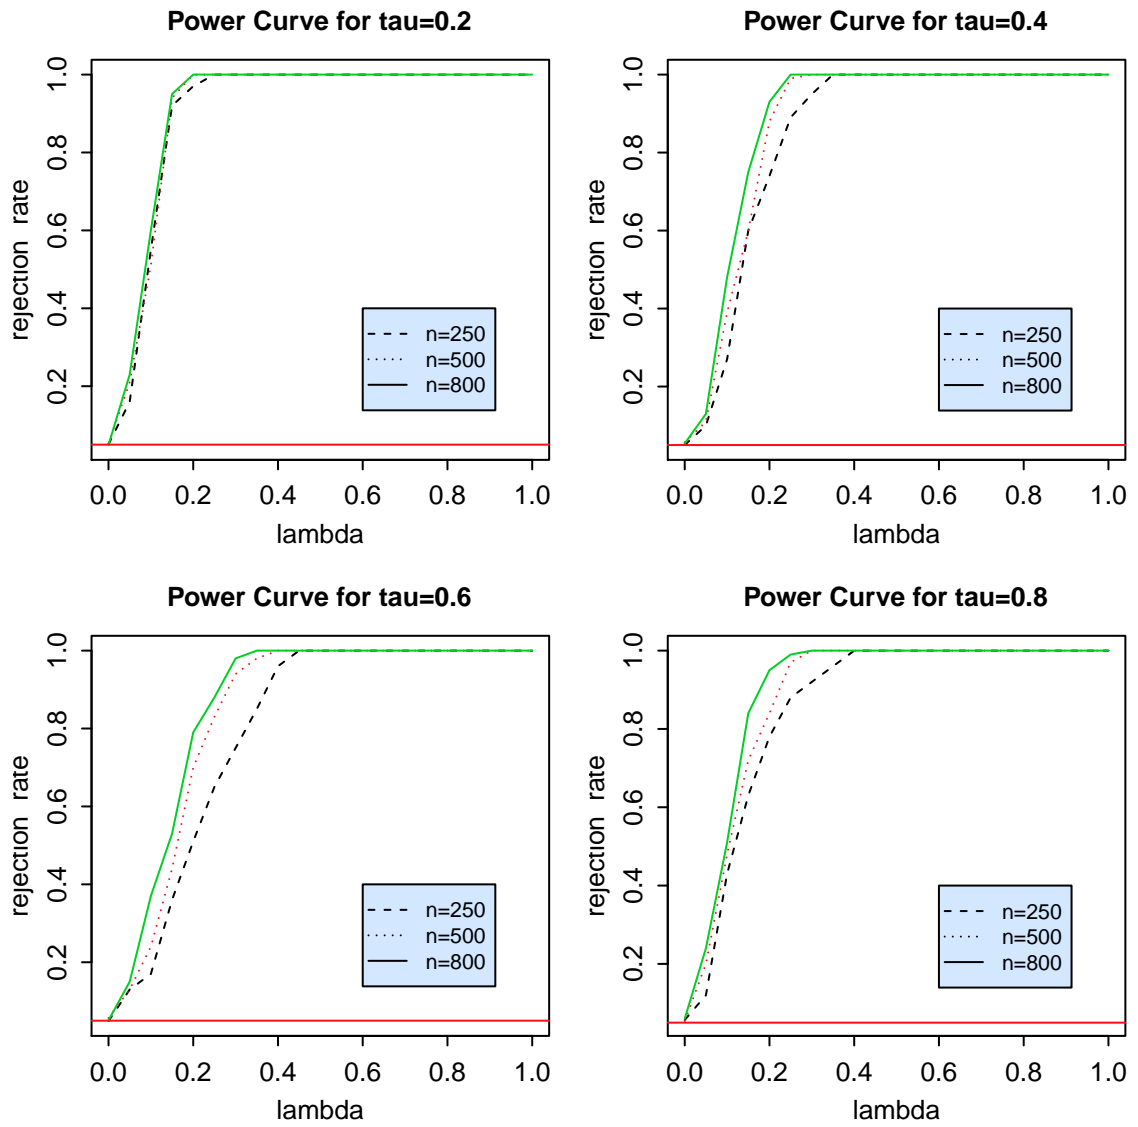 Power Curve for tau=0.2
rejection rate
1.0
0.8
0.6
0.4
0.2
n=250
n=500
n=800
0.0 0.2 0.4 0.6 0.8 1.0
lambda
Power Curve for tau=0.4
rejection rate
1.0
0.8
0.6
0.4
0.2
n=250
n=500
n=800
0.0 0.2 0.4 0.6 0.8 1.0
lambda
Power Curve for tau=0.6
rejection rate
1.0
0.8
0.6
0.4
0.2
n=250
n=500
n=800
0.0 0.2 0.4 0.6 0.8 1.0
lambda
Power Curve for tau=0.8
rejection rate
1.0
0.8
0.6
0.4
0.2
n=250
n=500
n=800
0.0 0.2 0.4 0.6 0.8 1.0
lambda